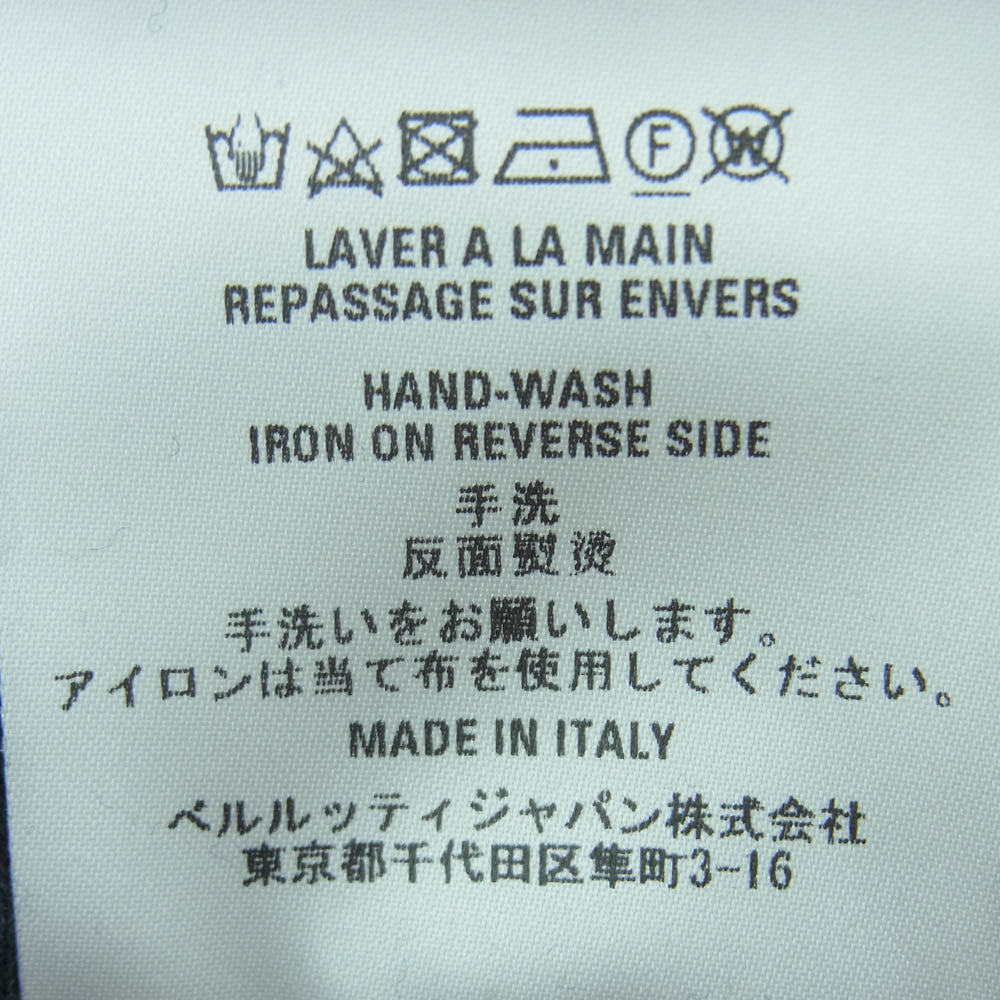 F W
LAVER A LA MAIN
REPASSAGE SUR ENVERS
HAND-WASH
IRON ON REVERSE SIDE
手洗
反面熨烫
手洗いをお願いします。
アイロンは当て布を使用してください。
MADE IN ITALY
ベルルッティジャパン株式会社
東京都千代田区隼町3-16